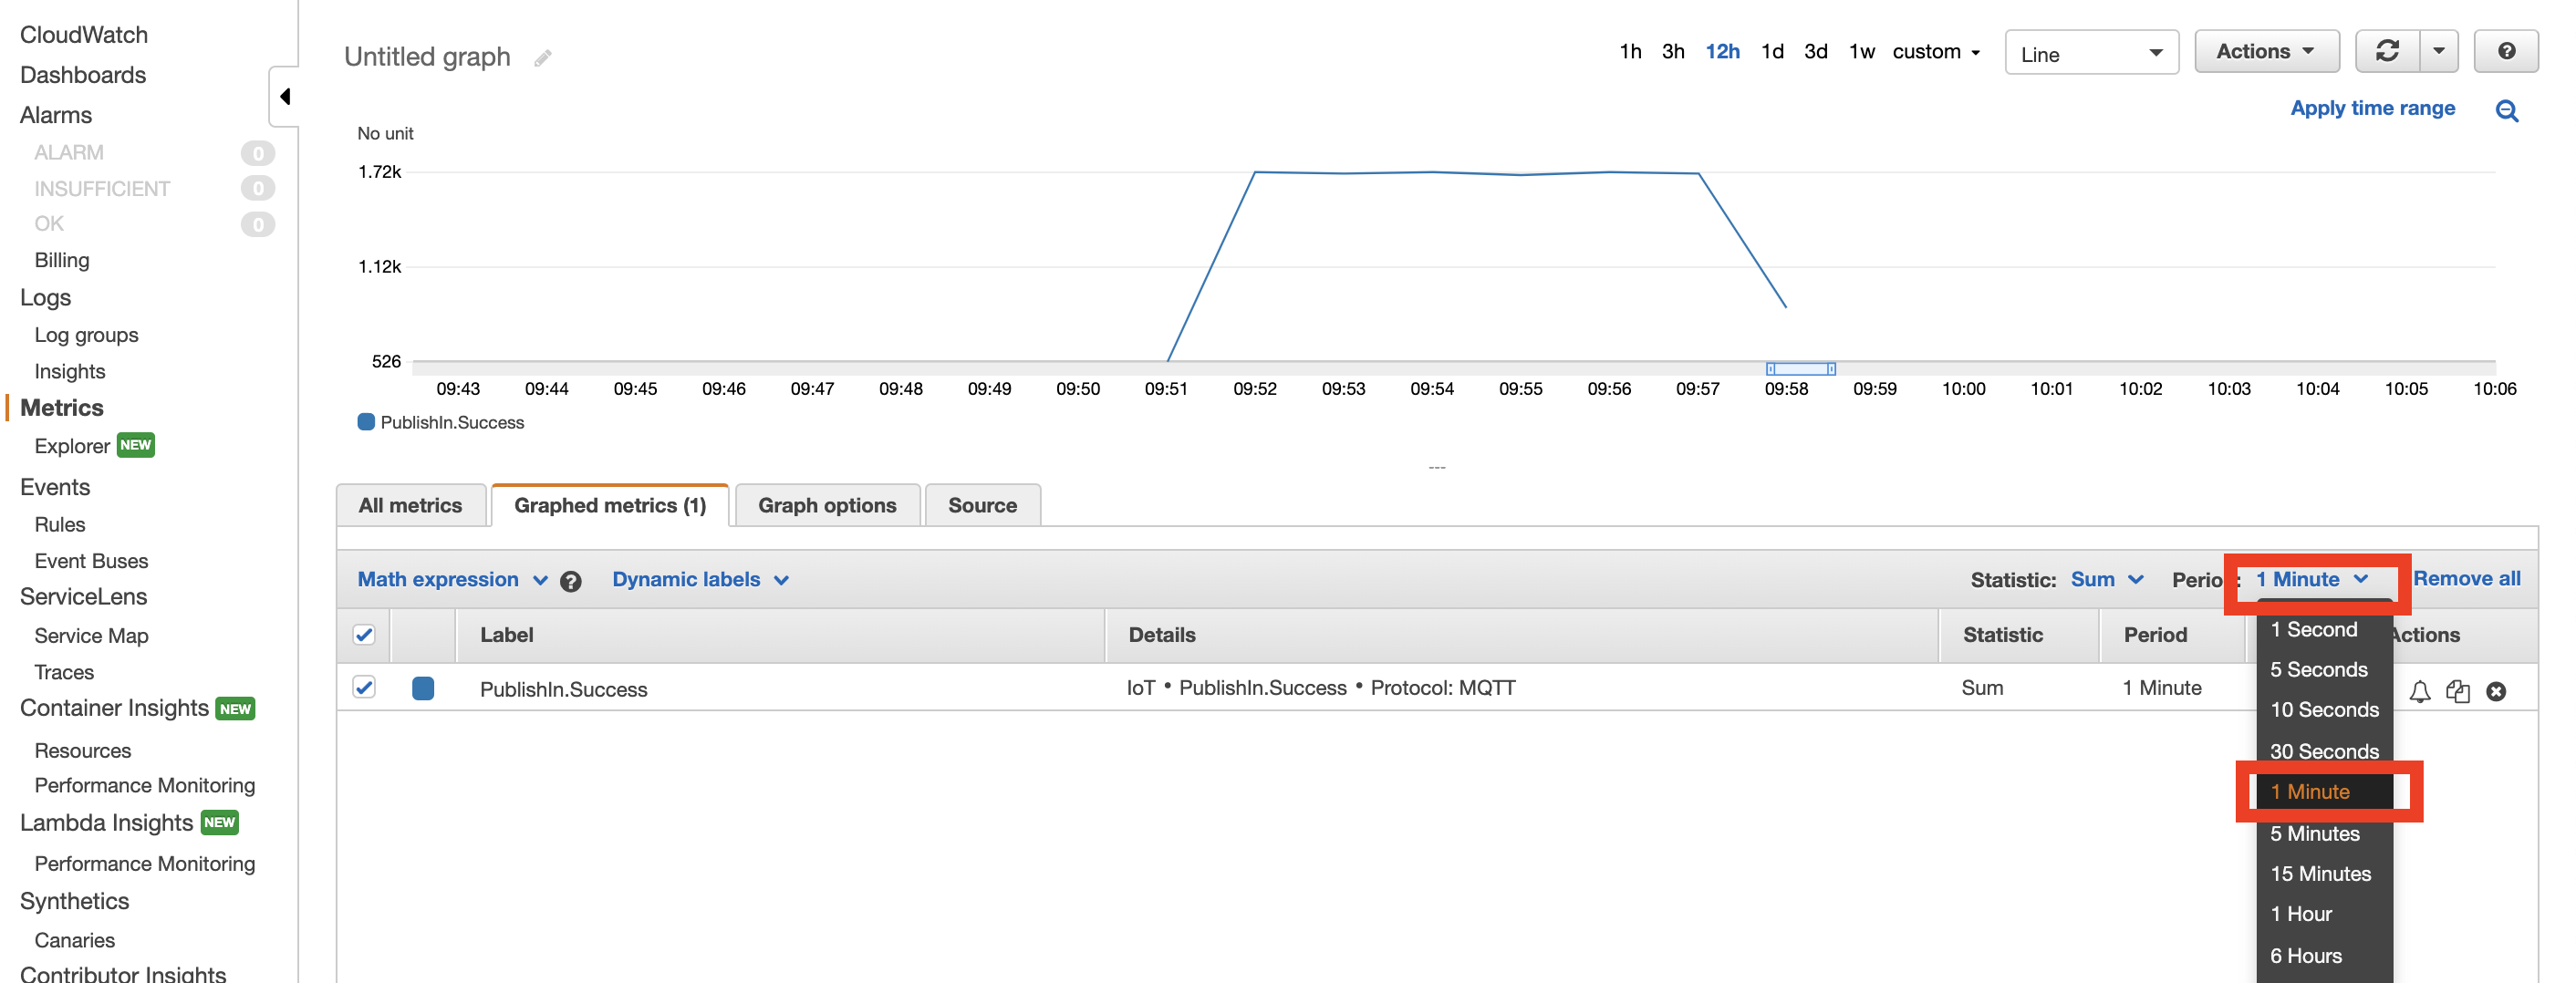 CloudWatch
Dashboards
Alarms
ALARM 0
INSUFFICIENT 0
OK 0
Billing
Logs
Log groups
Insights
Metrics
Explorer NEW
Events
Rules
Event Buses
ServiceLens
Service Map
Traces
Container Insights NEW
Resources
Performance Monitoring
Lambda Insights NEW
Performance Monitoring
Synthetics
Canaries
Contributor Insights
Untitled graph
1h 3h 12h 1d 3d 1w custom Line Actions ?
Apply time range
No unit
1.72k
1.12k
526
09:43 09:44 09:45 09:46 09:47 09:48 09:49 09:50 09:51 09:52 09:53 09:54 09:55 09:56 09:57 09:58 09:59 10:00 10:01 10:02 10:03 10:04 10:05 10:06
PublishIn.Success
---
All metrics Graphed metrics (1) Graph options Source
Math expression ? Dynamic labels Statistic: Sum Period: 1 Minute Remove all
Label Details Statistic Period Actions
PublishIn.Success IoT • PublishIn.Success • Protocol: MQTT Sum 1 Minute
1 Second
5 Seconds
10 Seconds
30 Seconds
1 Minute
5 Minutes
15 Minutes
1 Hour
6 Hours